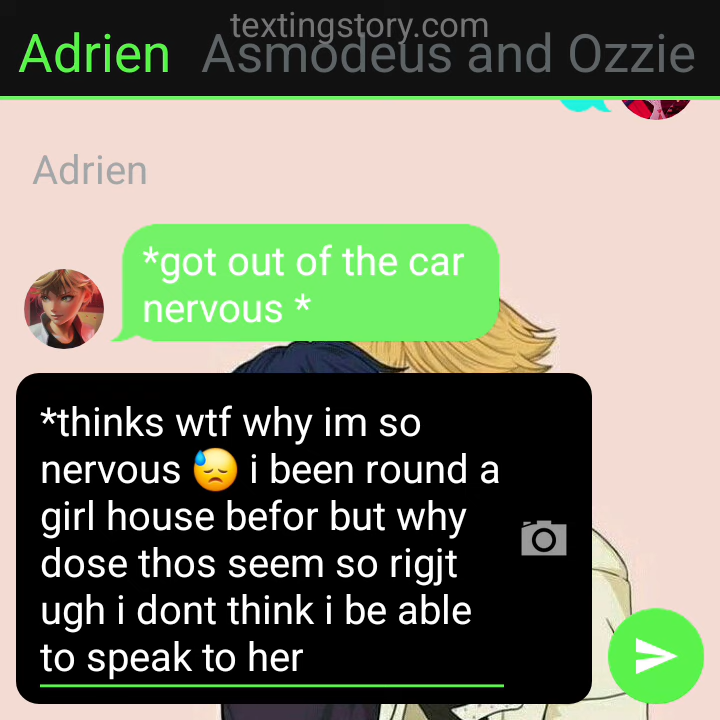 textingstory.com
Adrien Asmodeus and Ozzie
Adrien
*got out of the car
nervous *
*thinks wtf why im so
nervous 😓 i been round a
girl house befor but why
dose thos seem so rigjt
ugh i dont think i be able
to speak to her